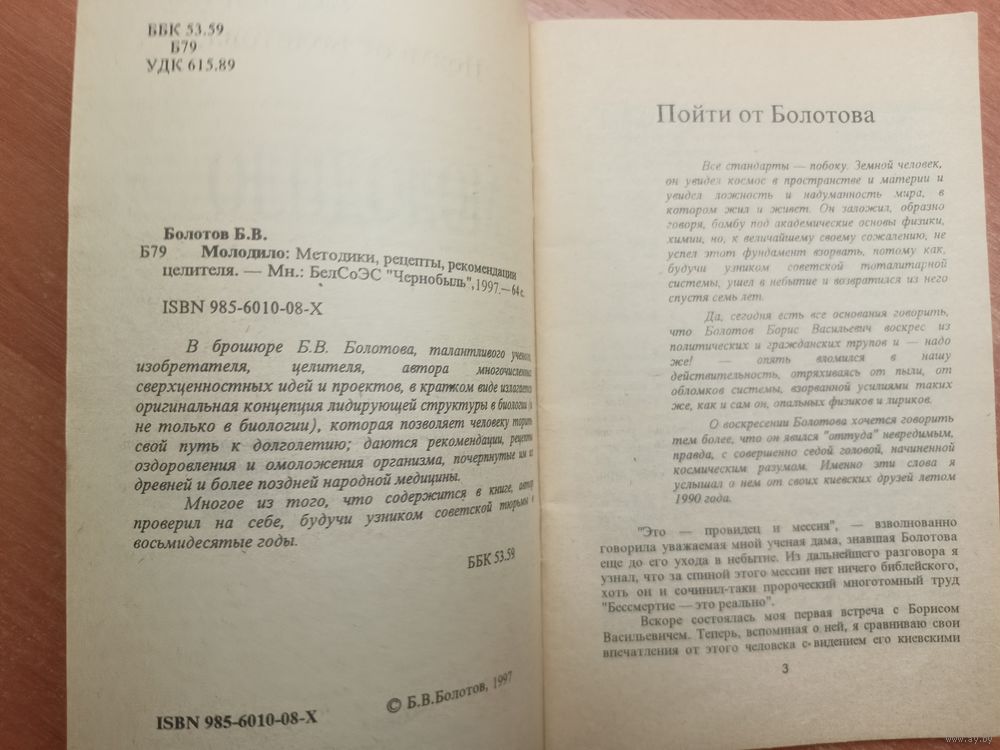 ББК 53.59
Б79
УДК 615.89
Болотов Б.В.
Б79 Молодило: Методики, рецепты, рекомендации
целителя. — Мн.: БелСоЭС "Чернобыль",1997.—64 с.
ISBN 985-6010-08-X
В брошюре Б.В. Болотова, талантливого ученого,
изобретателя, целителя, автора многочисленных
сверхценностных идей и проектов, в кратком виде излагается
оригинальная концепция лидирующей структуры в биологии (и
не только в биологии), которая позволяет человеку торить
свой путь к долголетию; даются рекомендации, рецепты
оздоровления и омоложения организма, почерпнутые им из
древней и более поздней народной медицины.
Многое из того, что содержится в книге, автор
проверил на себе, будучи узником советской тюрьмы в
восьмидесятые годы.
ББК 53.59
© Б.В.Болотов, 1997
ISBN 985-6010-08-X
Пойти от Болотова
Все стандарты — побоку. Земной человек,
он увидел космос в пространстве и материи и
увидел ложность и надуманность мира, в
котором жил и живет. Он заложил, образно
говоря, бомбу под академические основы физики,
химии, но, к величайшему своему сожалению, не
успел этот фундамент взорвать, потому как,
будучи узником советской тоталитарной
системы, ушел в небытие и возвратился из него
спустя семь лет.
Да, сегодня есть все основания говорить,
что Болотов Борис Васильевич воскрес из
политических и гражданских трупов и — надо
же! — опять вломился в нашу
действительность, отряхиваясь от пыли, от
обломков системы, взорванной усилиями таких
же, как и сам он, опальных физиков и лириков.
О воскресении Болотова хочется говорить
тем более, что он явился "оттуда" невредимым,
правда, с совершенно седой головой, начиненной
космическим разумом. Именно эти слова я
услышал о нем от своих киевских друзей летом
1990 года.
"Это — провидец и мессия", — взволнованно
говорила уважаемая мной ученая дама, знавшая Болотова
еще до его ухода в небытие. Из дальнейшего разговора я
узнал, что за спиной этого мессии нет ничего библейского,
хоть он и сочинил-таки пророческий многотомный труд
"Бессмертие — это реально".
Вскоре состоялась моя первая встреча с Борисом
Васильевичем. Теперь, вспоминая о ней, я сравниваю свои
впечатления от этого человека с видением его киевскими
3
www.ay.by